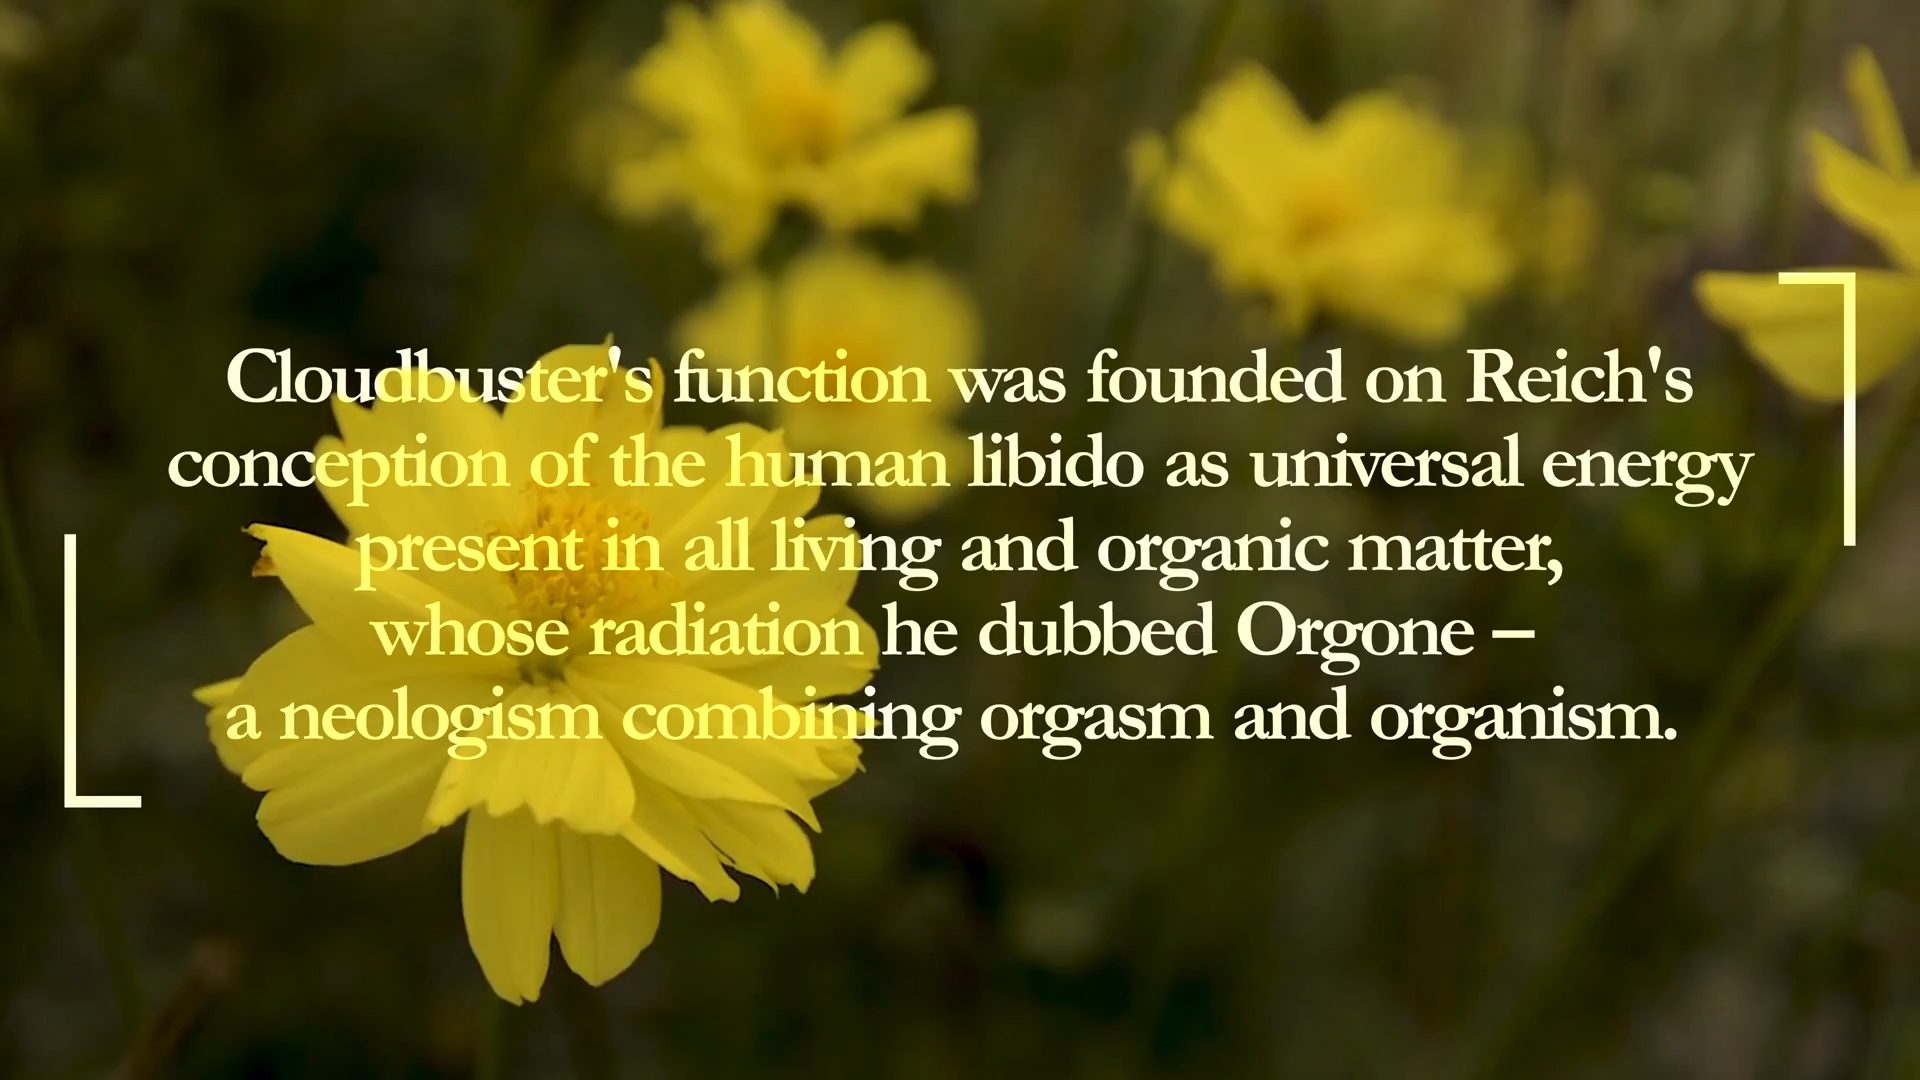 Cloudbuster's function was founded on Reich's
conception of the human libido as universal energy
present in all living and organic matter,
whose radiation he dubbed Orgone –
a neologism combining orgasm and organism.